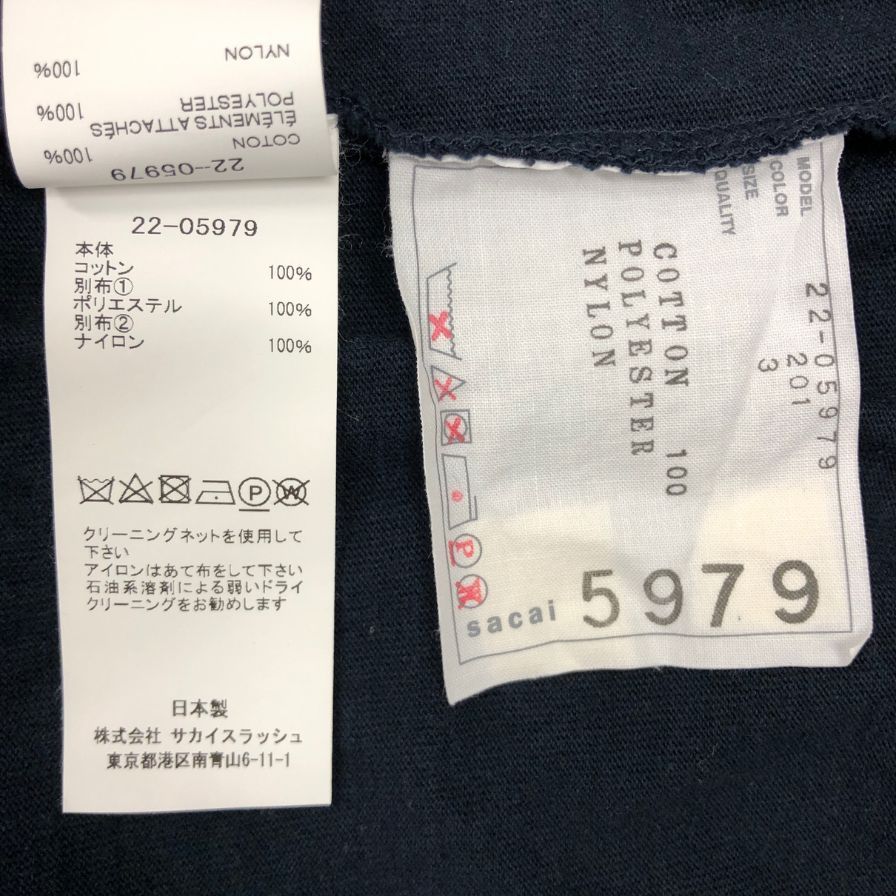 22-05979
COTON 100%
ÉLÉMENTS ATTACHÉS
POLYESTER 100%
NYLON 100%
22-05979
本体
コットン 100%
別布①
ポリエステル 100%
別布②
ナイロン 100%
P
W
クリーニングネットを使用して
下さい
アイロンはあて布をして下さい
石油系溶剤による弱いドライ
クリーニングをお勧めします
日本製
株式会社 サカイスラッシュ
東京都港区南青山6-11-1
MODEL 22-05979
COLOR 201
SIZE 3
QUALITY
COTTON 100
POLYESTER
NYLON
P
W
sacai 5979